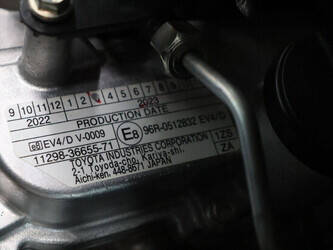 9 10 11 12 1 2 3 4 5 6 7 8
2022 2023
PRODUCTION DATE
e6 EV4/D V-0009 E8 96R-0512832 EV4/D
11298-36655-71 1ZS
TOYOTA INDUSTRIES CORPORATION ZA
2-1 Toyoda-cho, Kariya-shi,
Aichi-ken. 448-8671 JAPAN